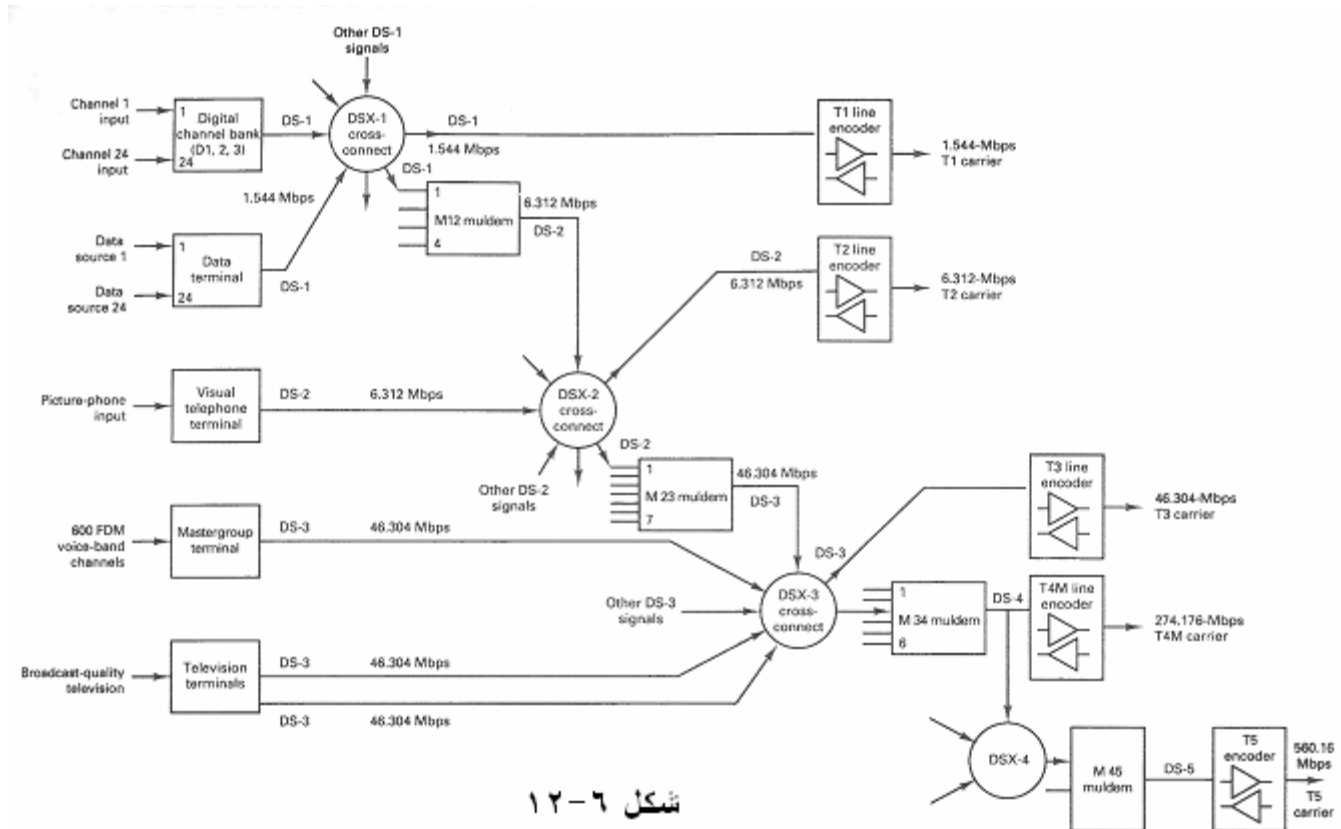 Other DS-1
signals
Channel 1
input
Channel 24
input
1
Digital
channel bank
(D1, 2, 3)
24
DS-1
DSX-1
cross-
connect
DS-1
1.544 Mbps
T1 line
encoder
1.544-Mbps
T1 carrier
DS-1
1.544 Mbps
1
M12 muldem
4
6.312 Mbps
DS-2
Data
source 1
Data
source 24
1
Data
terminal
24
DS-1
DS-2
6.312 Mbps
T2 line
encoder
6.312-Mbps
T2 carrier
Picture-phone
input
Visual
telephone
terminal
DS-2
6.312 Mbps
DSX-2
cross-
connect
Other DS-2
signals
DS-2
1
M 23 muldem
7
46.304 Mbps
DS-3
T3 line
encoder
46.304-Mbps
T3 carrier
600 FDM
voice-band
channels
Mastergroup
terminal
DS-3
46.304 Mbps
DS-3
Other DS-3
signals
DSX-3
cross-
connect
1
M 34 muldem
6
DS-4
T4M line
encoder
274.176-Mbps
T4M carrier
Broadcast-quality
television
Television
terminals
DS-3
46.304 Mbps
DS-3
46.304 Mbps
DSX-4
M 45
muldem
DS-5
T5
encoder
560.16
Mbps
T5
carrier
شكل ٦-١٢